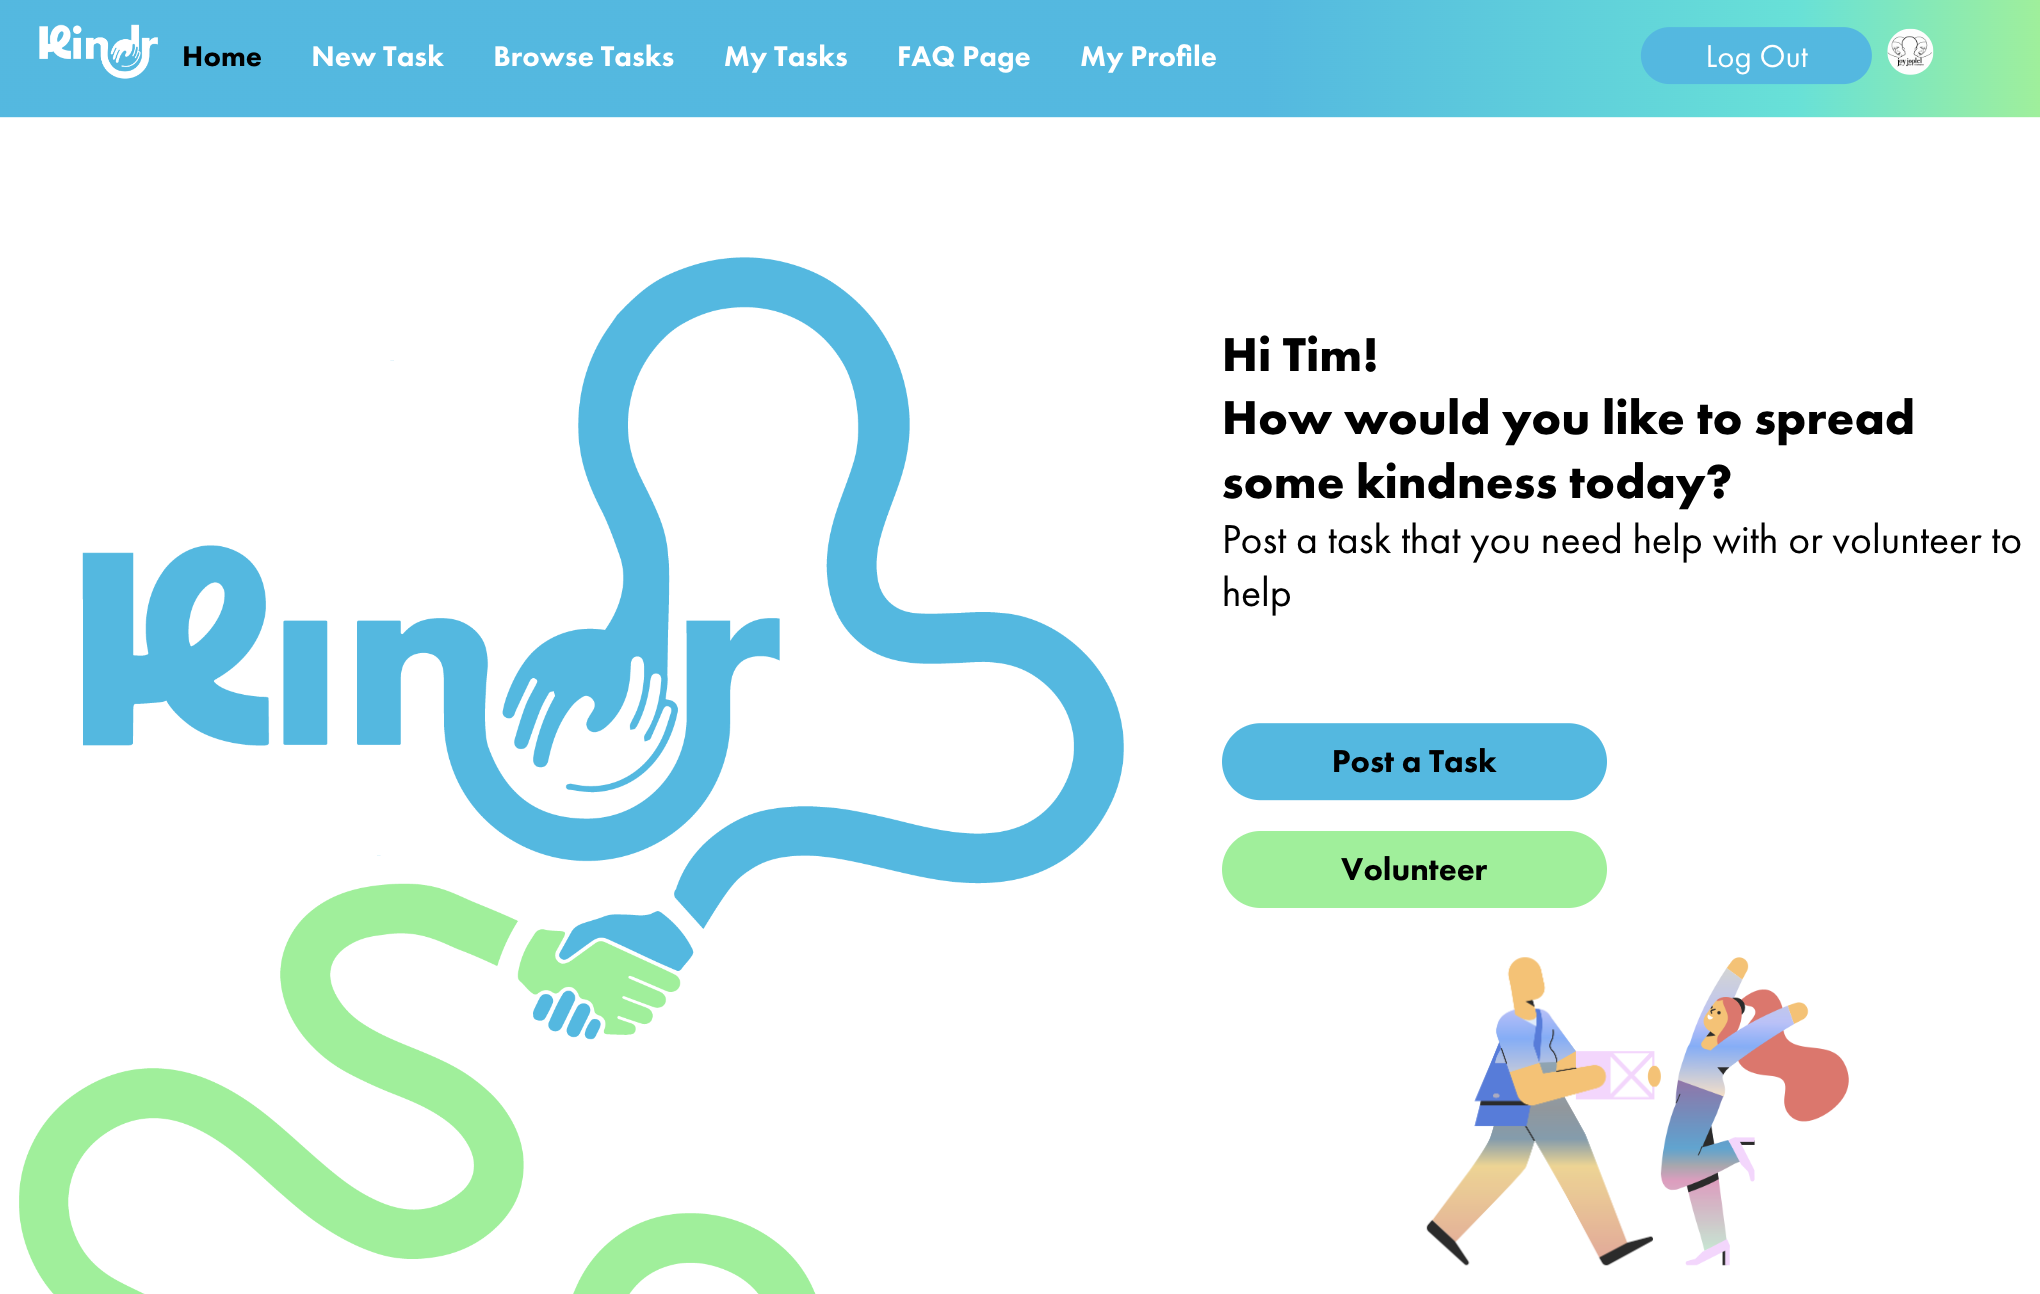 Kindr
Home New Task Browse Tasks My Tasks FAQ Page My Profile
Log Out
Hi Tim!
How would you like to spread
some kindness today?
Post a task that you need help with or volunteer to
help
Kindr
Post a Task
Volunteer